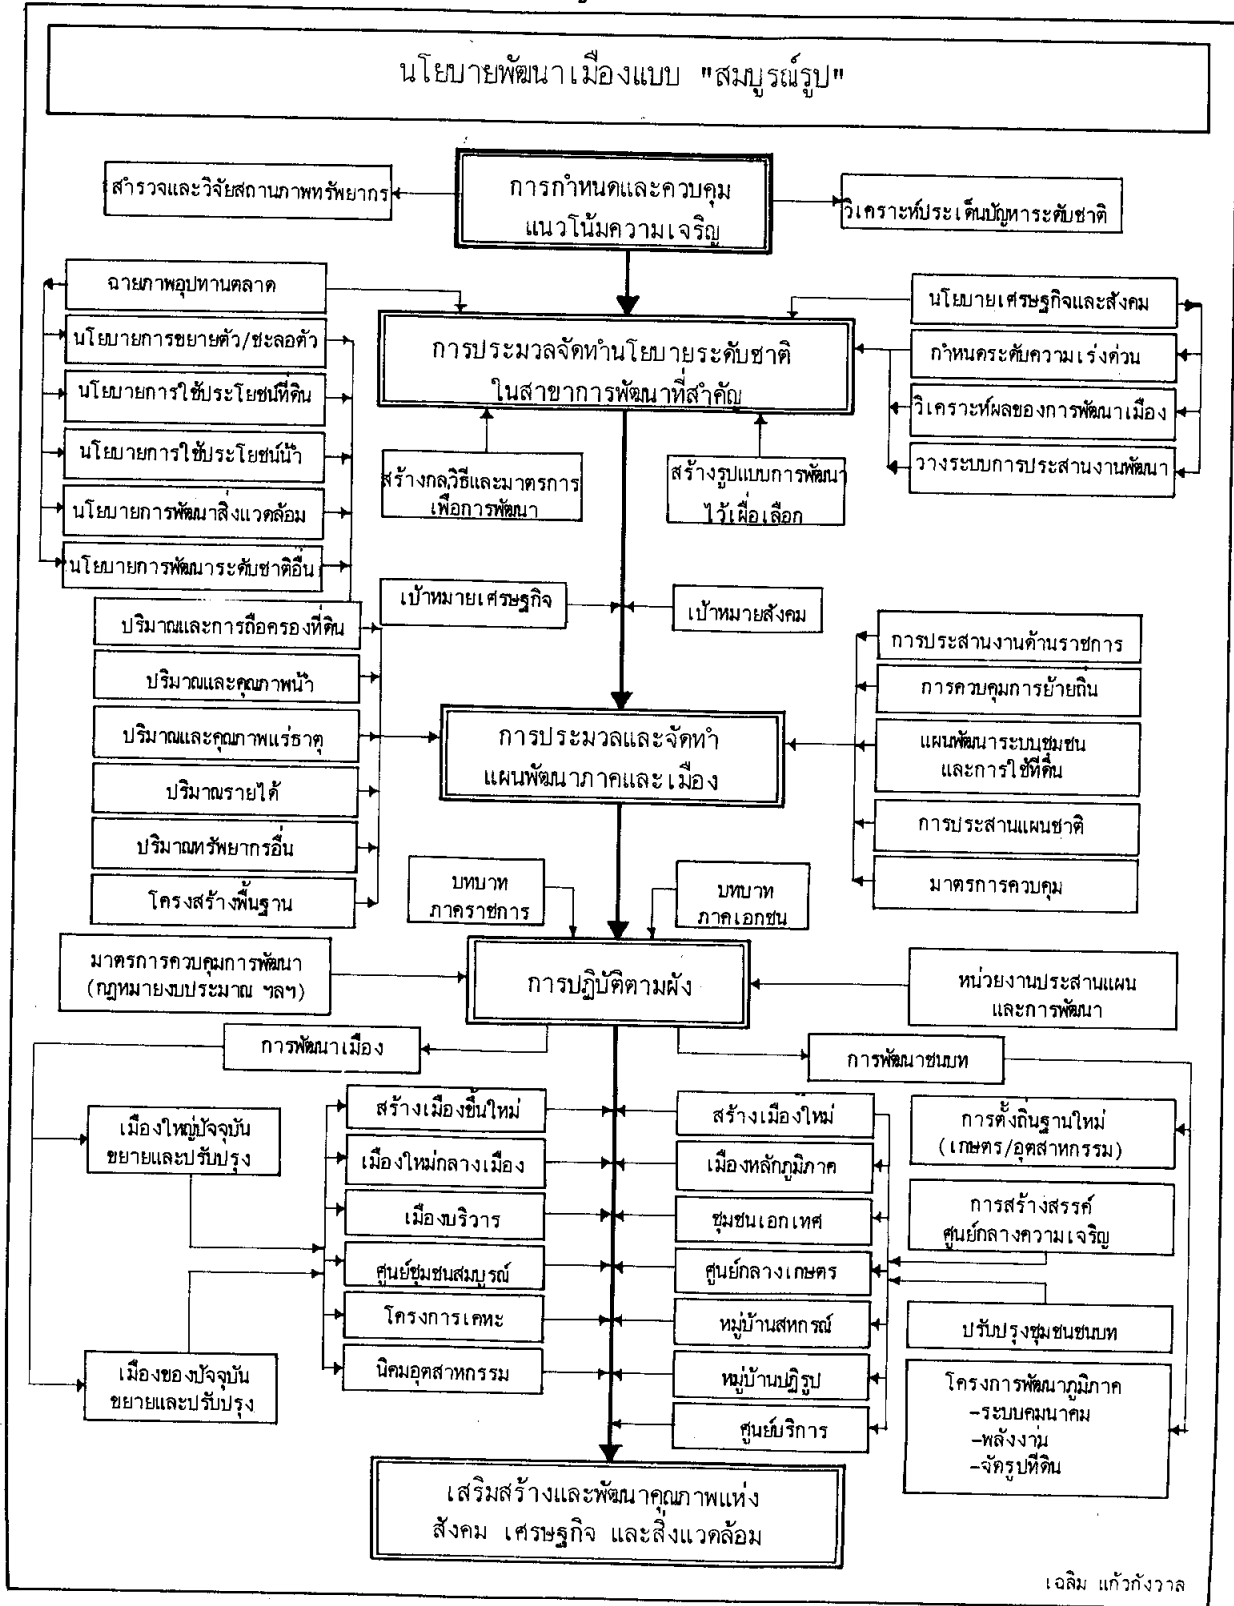 นโยบายพัฒนาเมืองแบบ "สมบูรณ์รูป"
การกำหนดและควบคุม
แนวโน้มความเจริญ
สำรวจและวิจัยสถานภาพทรัพยากร
วิเคราะห์ประเด็นปัญหาระดับชาติ
ฉายภาพอุปทานตลาด
นโยบายการขยายตัว/ชะลอตัว
นโยบายการใช้ประโยชน์ที่ดิน
นโยบายการใช้ประโยชน์น้ำ
นโยบายการพัฒนาสิ่งแวดล้อม
นโยบายการพัฒนาระดับชาติอื่น
การประมวลจัดทำนโยบายระดับชาติ
ในสาขาการพัฒนาที่สำคัญ
นโยบายเศรษฐกิจและสังคม
กำหนดระดับความเร่งด่วน
วิเคราะห์ผลของการพัฒนาเมือง
วางระบบการประสานงานพัฒนา
สร้างกลวิธีและมาตรการ
เพื่อการพัฒนา
สร้างรูปแบบการพัฒนา
ไว้เผื่อเลือก
เป้าหมายเศรษฐกิจ
เป้าหมายสังคม
ปริมาณและการถือครองที่ดิน
ปริมาณและคุณภาพน้ำ
ปริมาณและคุณภาพแร่ธาตุ
ปริมาณรายได้
ปริมาณทรัพยากรอื่น
โครงสร้างพื้นฐาน
การประมวลและจัดทำ
แผนพัฒนาภาคและเมือง
การประสานงานด้านราชการ
การควบคุมการย้ายถิ่น
แผนพัฒนาระบบชุมชน
และการใช้ที่ดิน
การประสานแผนชาติ
มาตรการควบคุม
บทบาท
ภาคราชการ
บทบาท
ภาคเอกชน
มาตรการควบคุมการพัฒนา
(กฎหมายงบประมาณ ฯลฯ)
การปฏิบัติตามผัง
หน่วยงานประสานแผน
และการพัฒนา
การพัฒนาเมือง
การพัฒนาชนบท
เมืองใหญ่ปัจจุบัน
ขยายและปรับปรุง
เมืองของปัจจุบัน
ขยายและปรับปรุง
สร้างเมืองขึ้นใหม่
เมืองใหม่กลางเมือง
เมืองบริวาร
ศูนย์ชุมชนสมบูรณ์
โครงการเคหะ
นิคมอุตสาหกรรม
สร้างเมืองใหม่
เมืองหลักภูมิภาค
ชุมชนเอกเทศ
ศูนย์กลางเกษตร
หมู่บ้านสหกรณ์
หมู่บ้านปฏิรูป
ศูนย์บริการ
การตั้งถิ่นฐานใหม่
(เกษตร/อุตสาหกรรม)
การสร้างสรรค์
ศูนย์กลางความเจริญ
ปรับปรุงชุมชนชนบท
โครงการพัฒนาภูมิภาค
-ระบบคมนาคม
-พลังงาน
-จัดรูปที่ดิน
เสริมสร้างและพัฒนาคุณภาพแห่ง
สังคม เศรษฐกิจ และสิ่งแวดล้อม
เฉลิม แก้วกังวาล